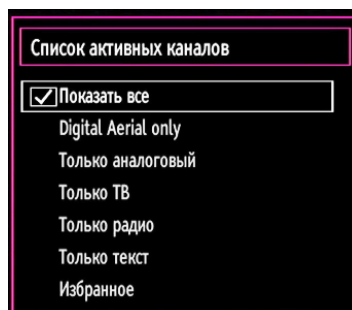 Список активных каналов
Показать все
Digital Aerial only
Только аналоговый
Только ТВ
Только радио
Только текст
Избранное